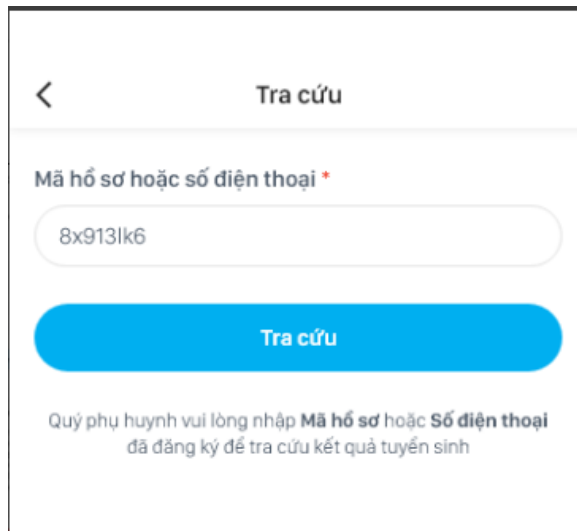 Tra cứu
Mã hồ sơ hoặc số điện thoại *
8x913lk6
Tra cứu
Quý phụ huynh vui lòng nhập Mã hồ sơ hoặc Số điện thoại
đã đăng ký để tra cứu kết quả tuyển sinh